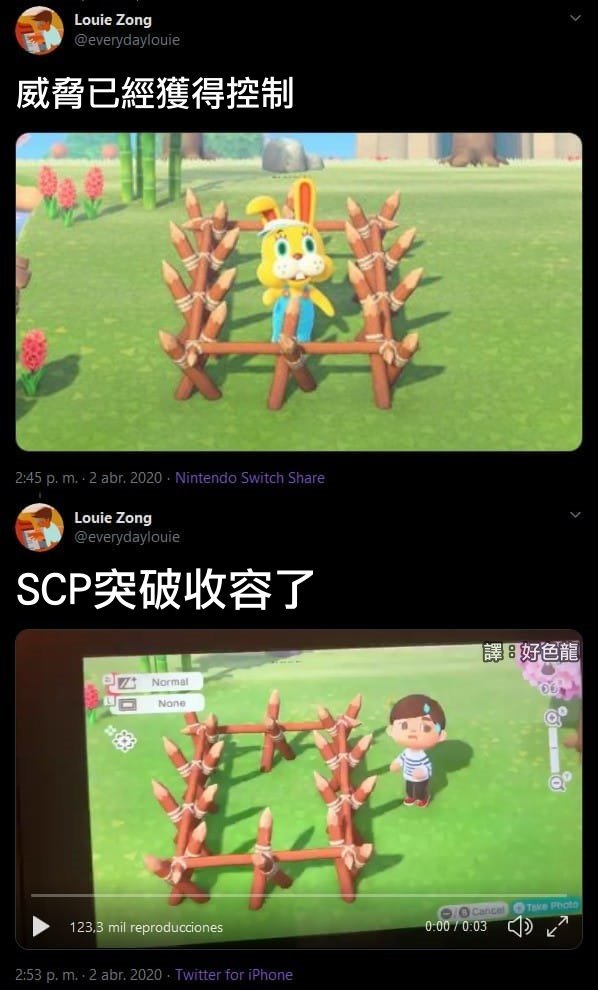 Louie Zong
@everydaylouie
威脅已經獲得控制
2:45 p. m. · 2 abr. 2020 · Nintendo Switch Share
Louie Zong
@everydaylouie
SCP突破收容了
譯：好色龍
Normal
None
Cancel
Take Photo
123,3 mil reproducciones
0:00 / 0:03
2:53 p. m. · 2 abr. 2020 · Twitter for iPhone